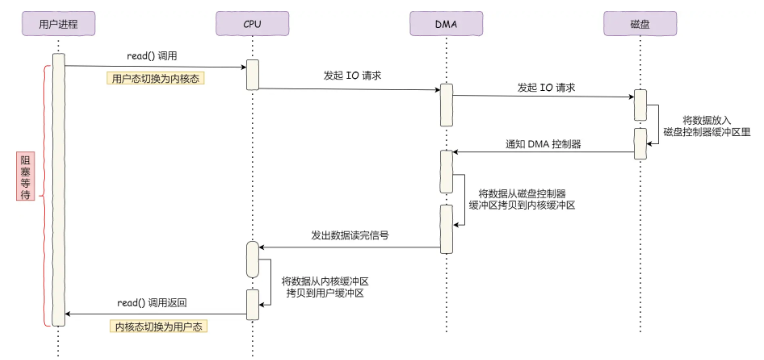 用户进程
CPU
DMA
磁盘
read() 调用
用户态切换为内核态
发起 IO 请求
发起 IO 请求
将数据放入
磁盘控制器缓冲区里
通知 DMA 控制器
阻塞等待
将数据从磁盘控制器
缓冲区拷贝到内核缓冲区
发出数据读完信号
将数据从内核缓冲区
拷贝到用户缓冲区
read() 调用返回
内核态切换为用户态